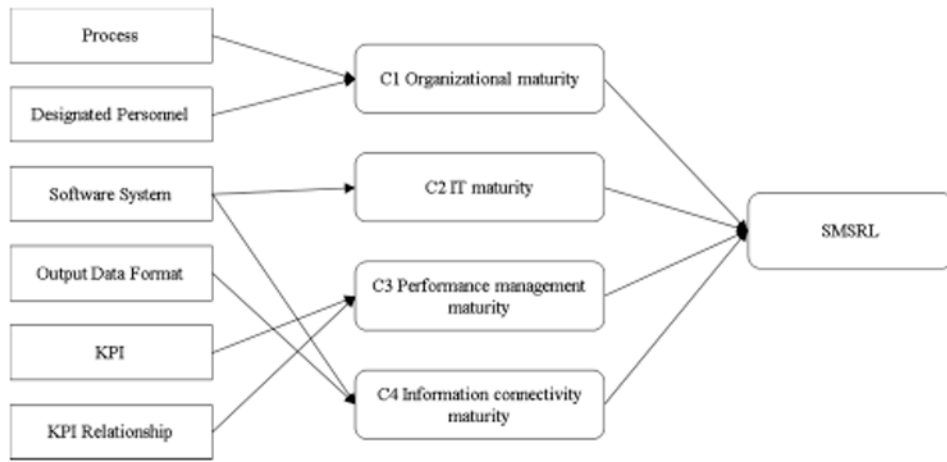 Process
Designated Personnel
Software System
Output Data Format
KPI
KPI Relationship
C1 Organizational maturity
C2 IT maturity
C3 Performance management
maturity
C4 Information connectivity
maturity
SMSRL